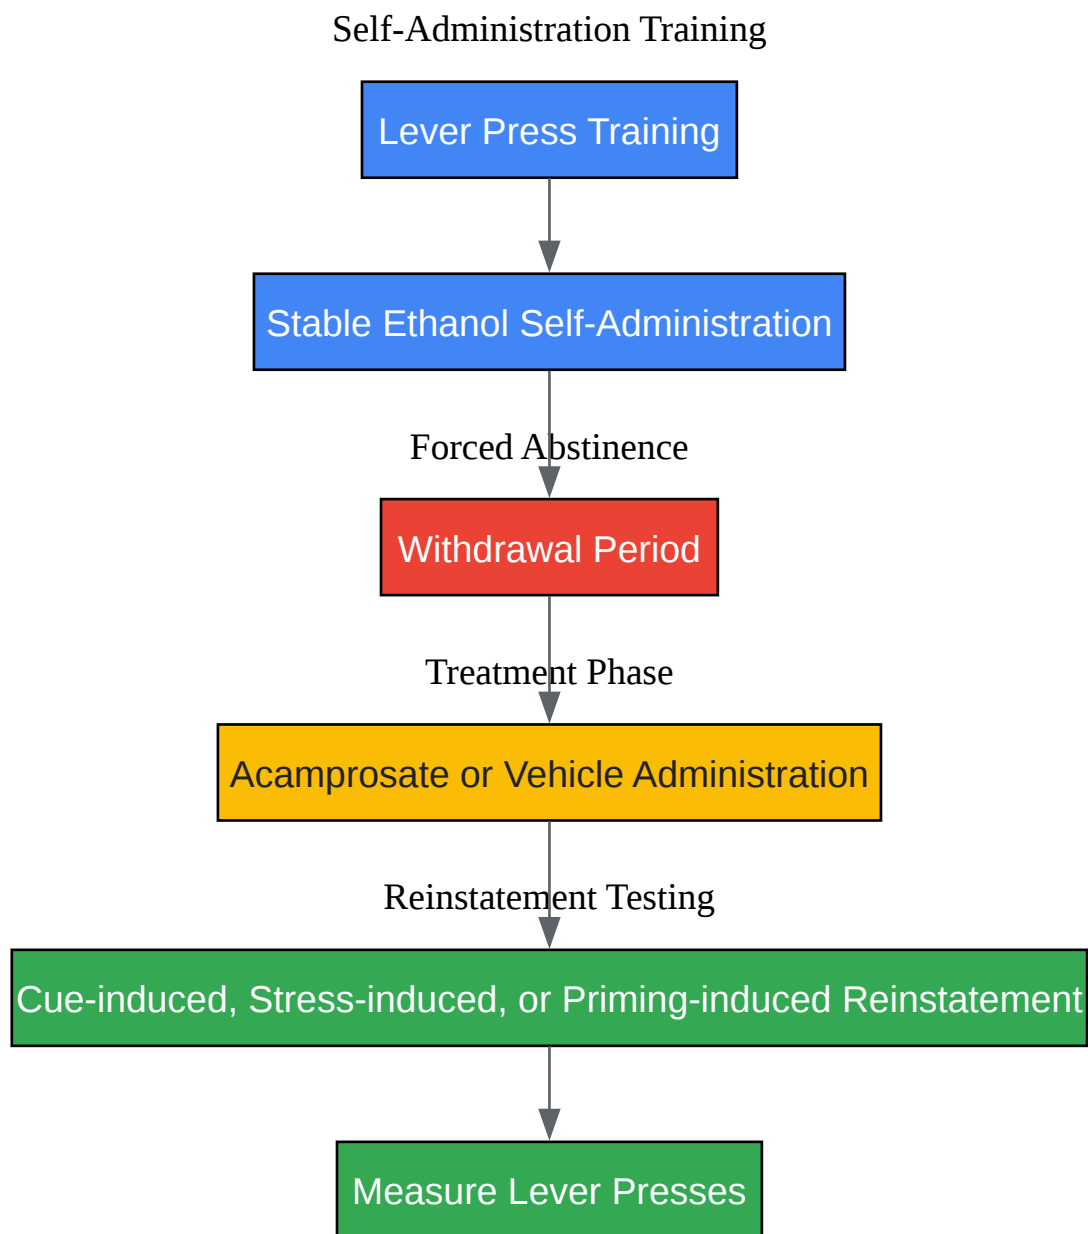 Self-Administration Training
Lever Press Training
Stable Ethanol Self-Administration
Forced Abstinence
Withdrawal Period
Treatment Phase
Acamprosate or Vehicle Administration
Reinstatement Testing
Cue-induced, Stress-induced, or Priming-induced Reinstatement
Measure Lever Presses